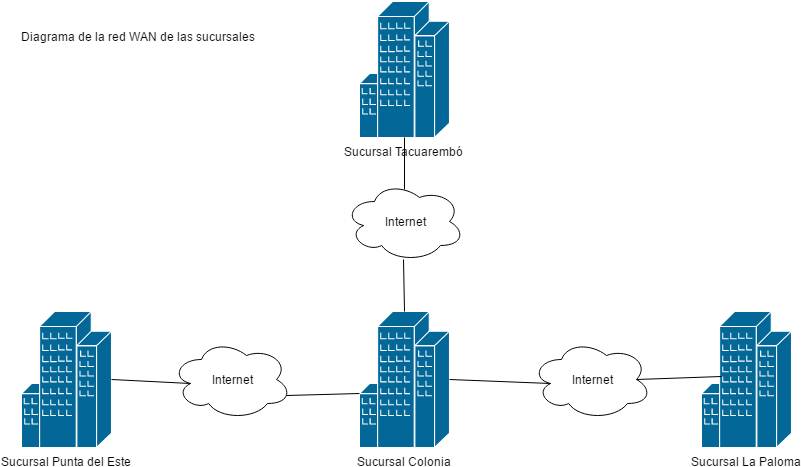 Diagrama de la red WAN de las sucursales
Sucursal Tacuarembó
Internet
Internet
Internet
Sucursal Punta del Este
Sucursal Colonia
Sucursal La Paloma